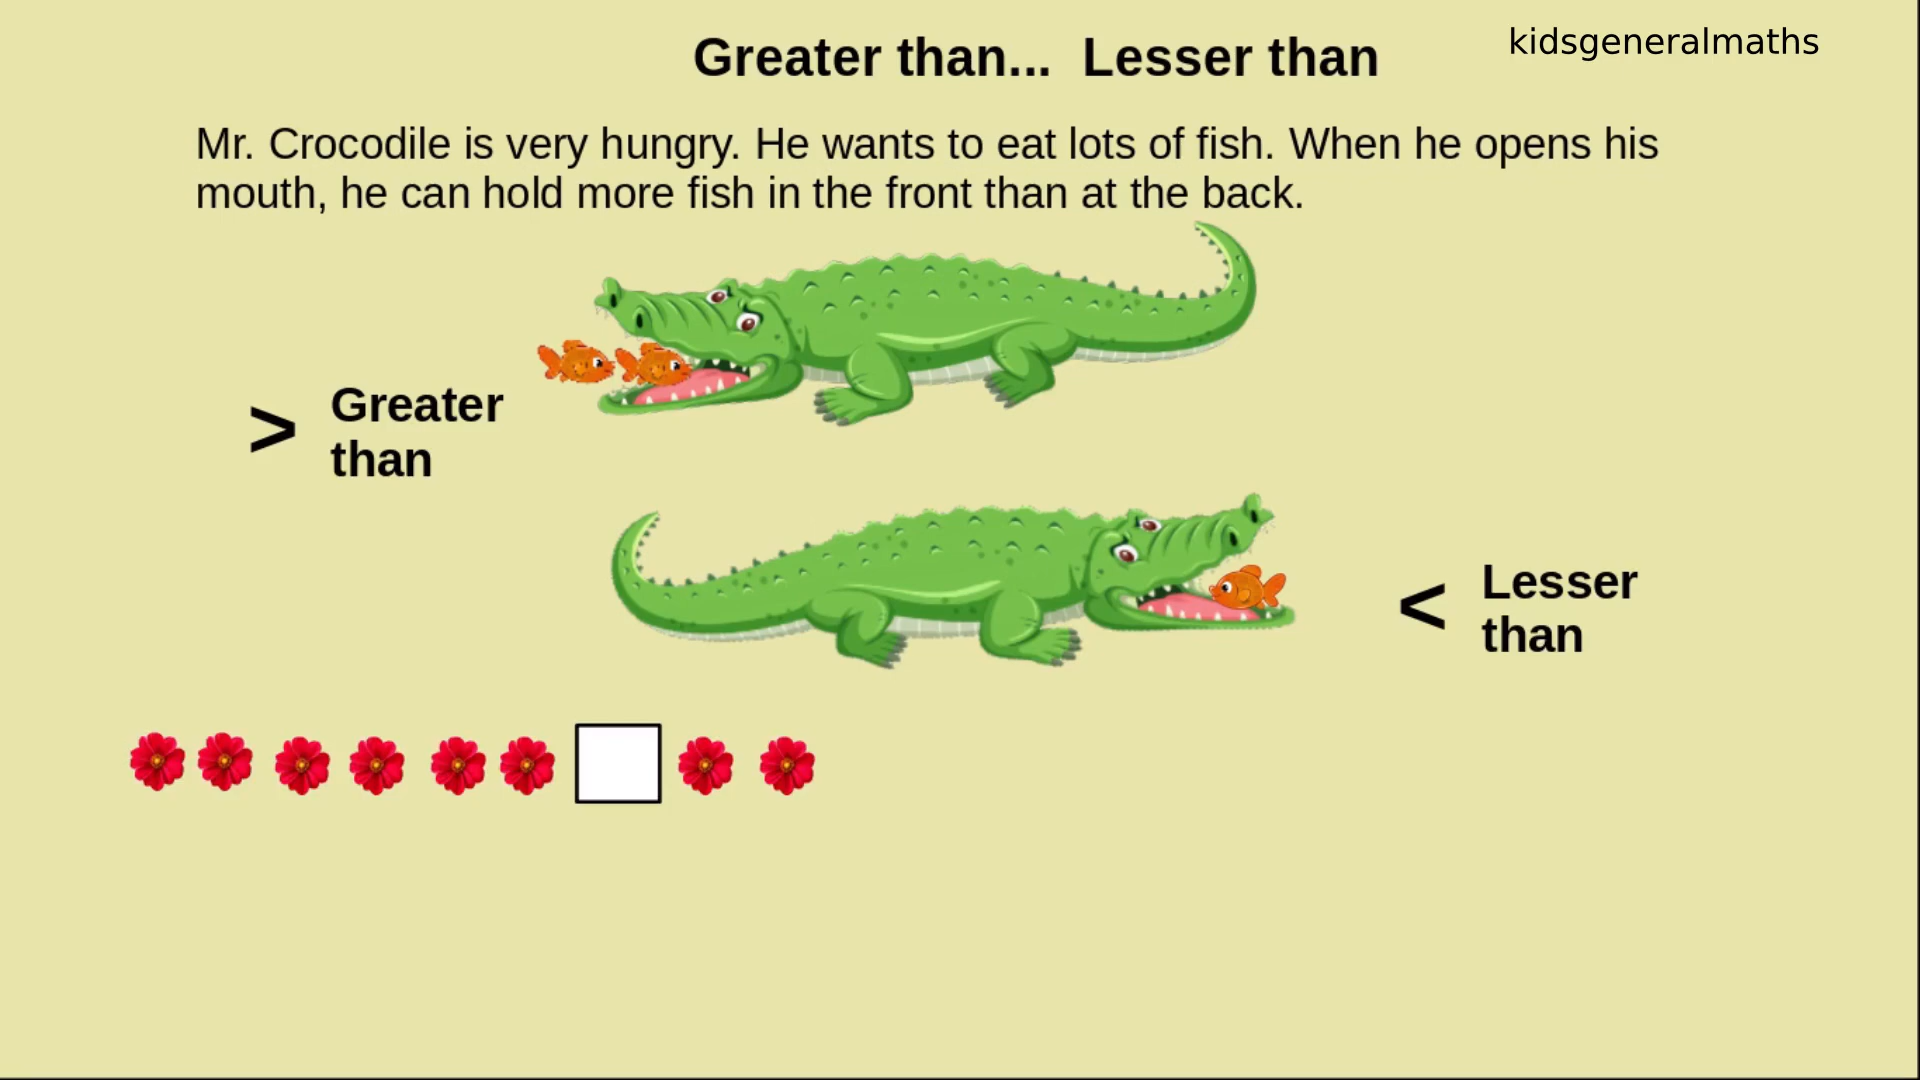 Greater than... Lesser than
kidsgeneralmaths
Mr. Crocodile is very hungry. He wants to eat lots of fish. When he opens his
mouth, he can hold more fish in the front than at the back.
> Greater
than
< Lesser
than